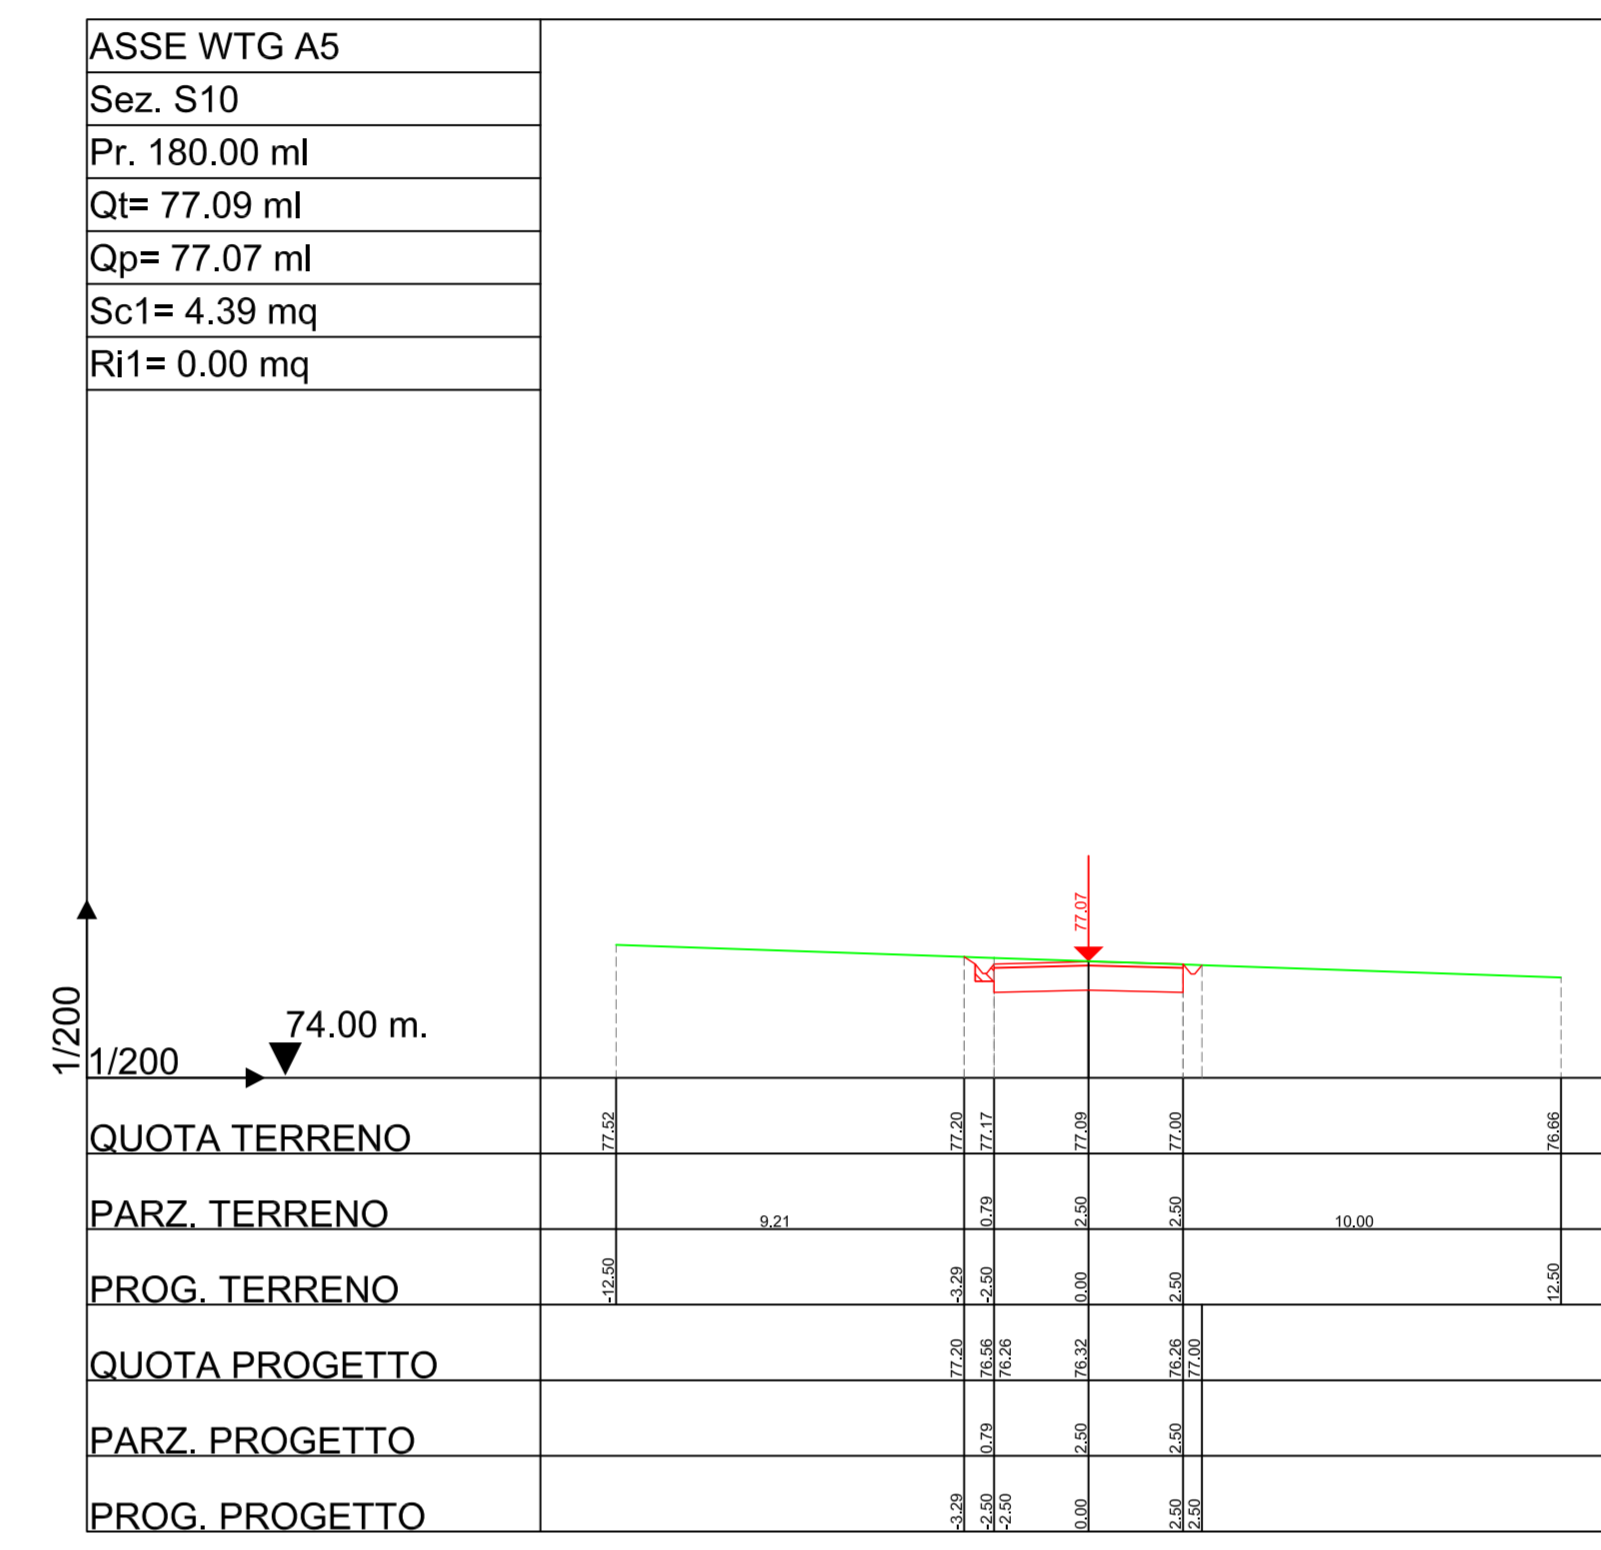 ASSE WTG A5
Sez. S10
Pr. 180.00 ml
Qt= 77.09 ml
Qp= 77.07 ml
Sc1= 4.39 mq
Ri1= 0.00 mq
77.07
1/200
74.00 m.
1/200
QUOTA TERRENO 77.52 77.20 77.17 77.09 77.00 76.66
PARZ. TERRENO 9.21 0.79 2.50 2.50 10.00
PROG. TERRENO -12.50 -3.29 -2.50 0.00 2.50 12.50
QUOTA PROGETTO 77.20 76.56 76.26 76.32 76.26 77.00
PARZ. PROGETTO 0.79 2.50 2.50
PROG. PROGETTO -3.29 -2.50 -2.50 0.00 2.50 2.50